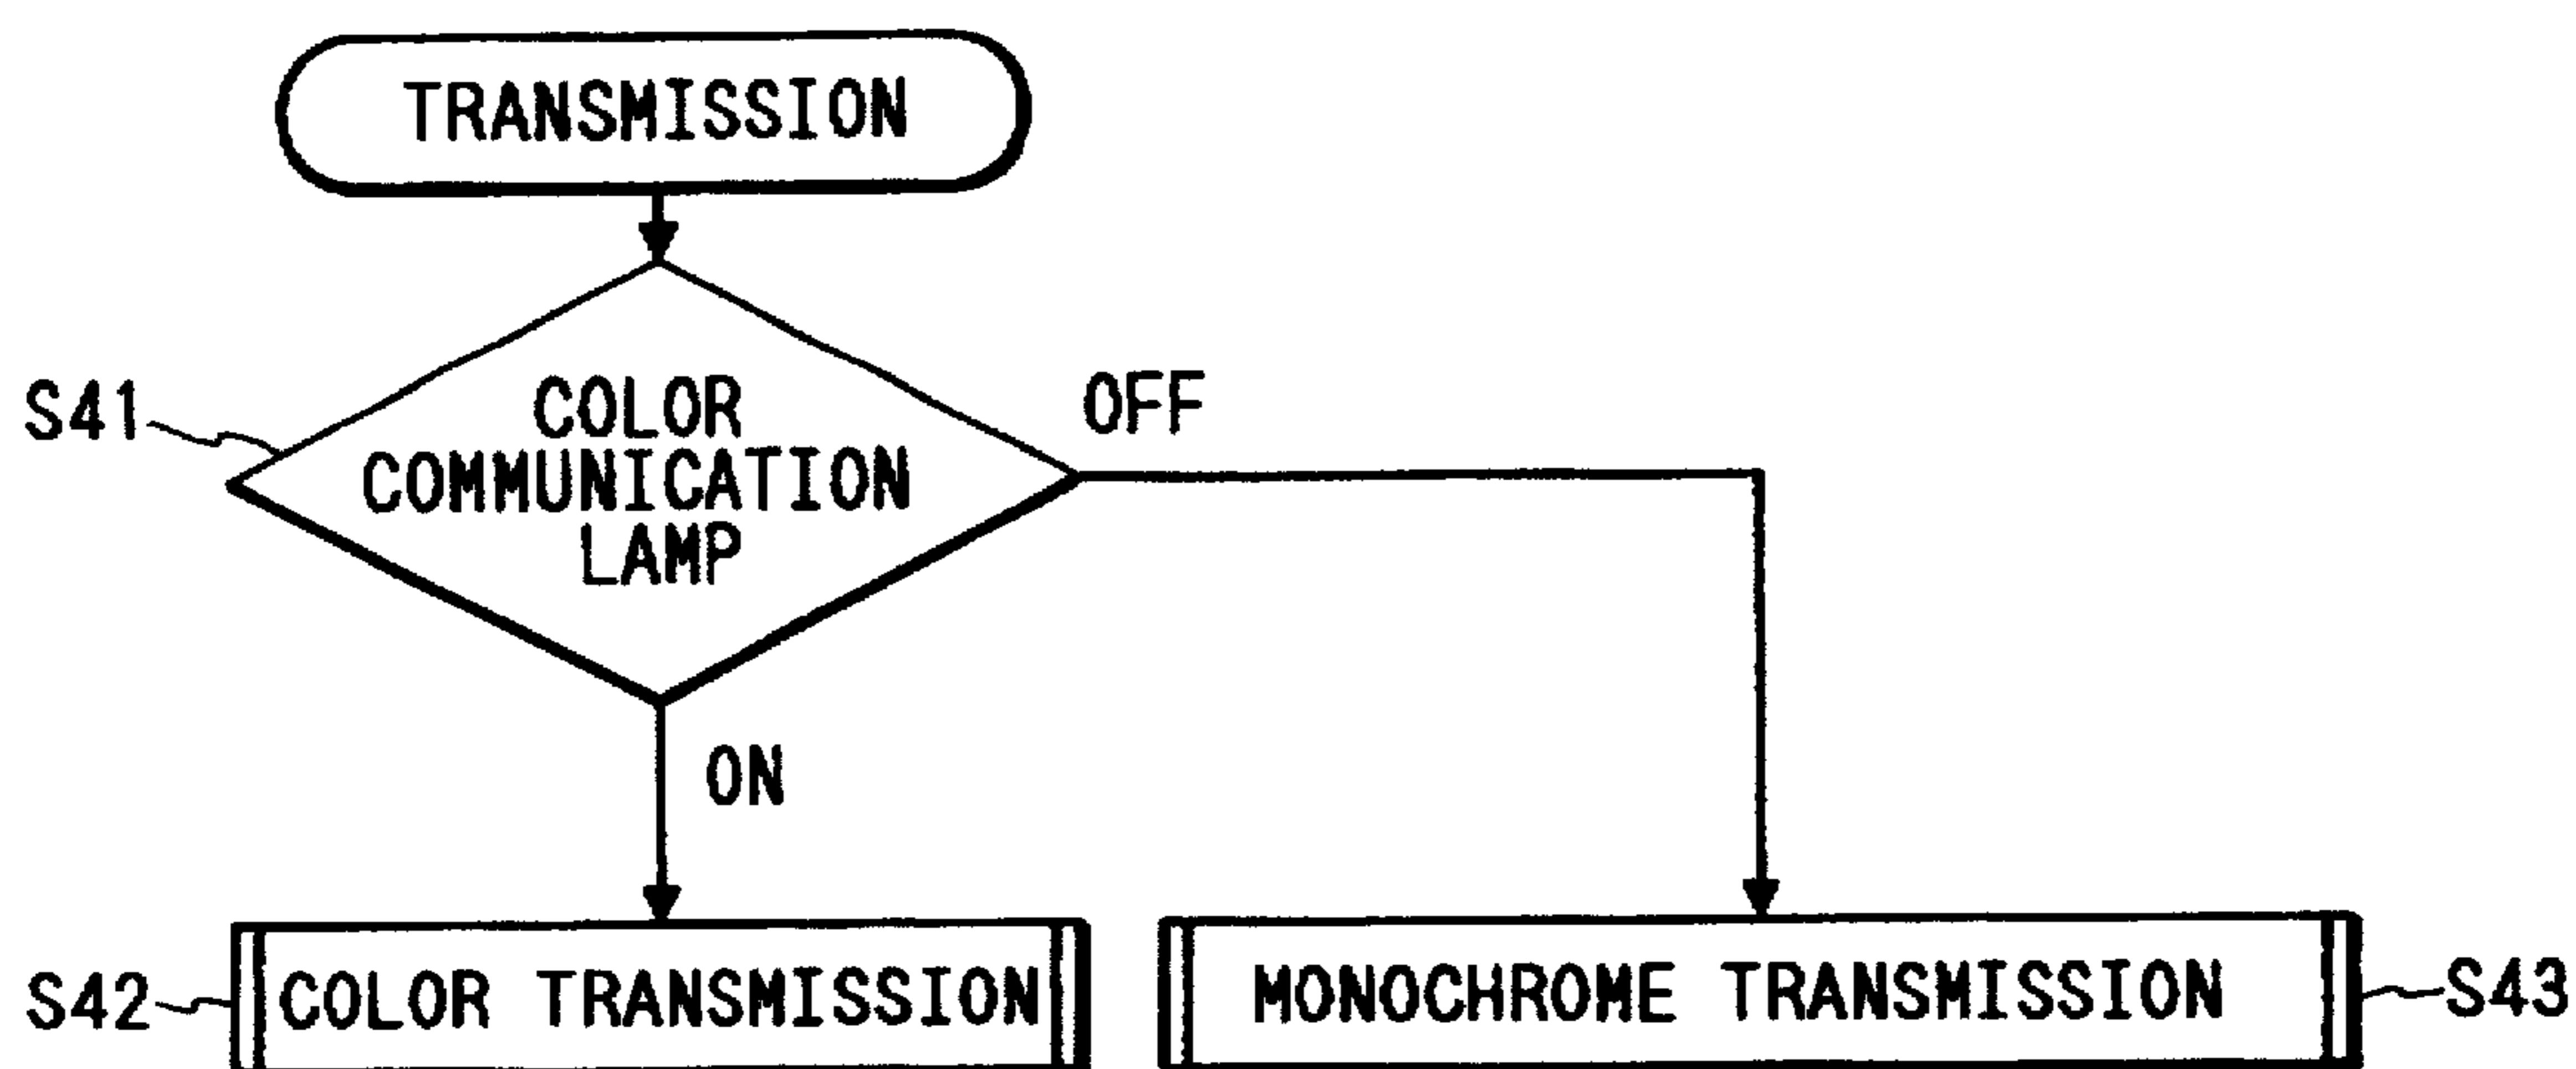 TRANSMISSION
S41
COLOR
COMMUNICATION
LAMP
OFF
ON
S42
COLOR TRANSMISSION
MONOCHROME TRANSMISSION
S43